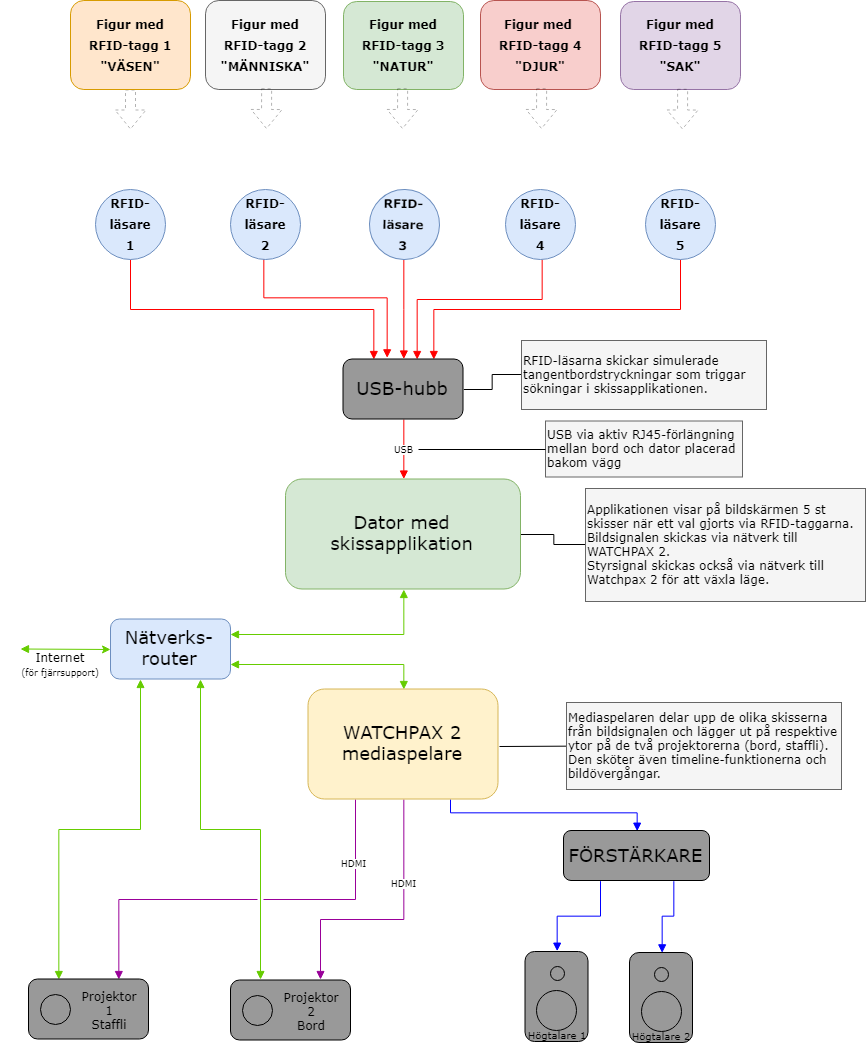 Figur med
RFID-tagg 1
"VÄSEN"
Figur med
RFID-tagg 2
"MÄNNISKA"
Figur med
RFID-tagg 3
"NATUR"
Figur med
RFID-tagg 4
"DJUR"
Figur med
RFID-tagg 5
"SAK"
RFID-
läsare
1
RFID-
läsare
2
RFID-
läsare
3
RFID-
läsare
4
RFID-
läsare
5
USB-hubb
RFID-läsarna skickar simulerade
tangentbordstryckningar som triggar
sökningar i skissapplikationen.
USB
USB via aktiv RJ45-förlängning
mellan bord och dator placerad
bakom vägg
Dator med
skissapplikation
Applikationen visar på bildskärmen 5 st
skisser när ett val gjorts via RFID-taggarna.
Bildsignalen skickas via nätverk till
WATCHPAX 2.
Styrsignal skickas också via nätverk till
Watchpax 2 för att växla läge.
Nätverks-
router
Internet
(för fjärrsupport)
WATCHPAX 2
mediaspelare
Mediaspelaren delar upp de olika skisserna
från bildsignalen och lägger ut på respektive
ytor på de två projektorerna (bord, staffli).
Den sköter även timeline-funktionerna och
bildövergångar.
HDMI
HDMI
FÖRSTÄRKARE
Projektor
1
Staffli
Projektor
2
Bord
Högtalare 1
Högtalare 2